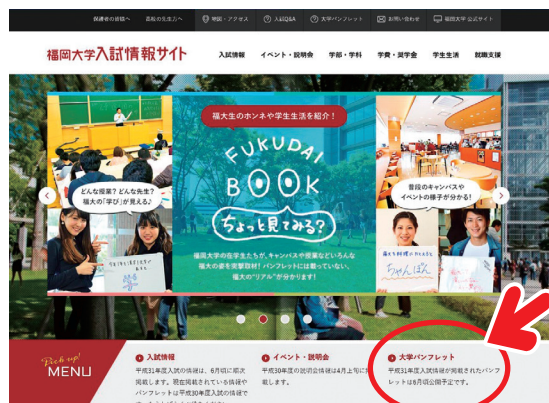 保護者の皆様へ 高校の先生方へ 地図・アクセス 入試Q&A 大学パンフレット お問い合わせ 福岡大学 公式サイト
福岡大学入試情報サイト
入試情報 イベント・説明会 学部・学科 学費・奨学金 学生生活 就職支援
福大生のホンネや学生生活を紹介!
FUKUDAI
BOOK
ちょっと見てみる?
福岡大学の在学生たちが、キャンパスや授業などいろんな
福大の姿を突撃取材! パンフレットには載っていない、
福大の“リアル”が分かります!
どんな授業? どんな先生?
福大の「学び」が見える♪
普段の
キャンパスや
イベントの様子が分かる!
ちゃんぽん
Pick up!
MENU
入試情報
平成31年度入試の情報は、6月頃に順次
掲載します。現在掲載されている情報や
パンフレットは平成30年度入試の情報で
イベント・説明会
平成30年度の説明会情報は4月上旬に
載します。
大学パンフレット
平成31年度入試情報が掲載されたパンフ
レットは6月頃公開予定です。